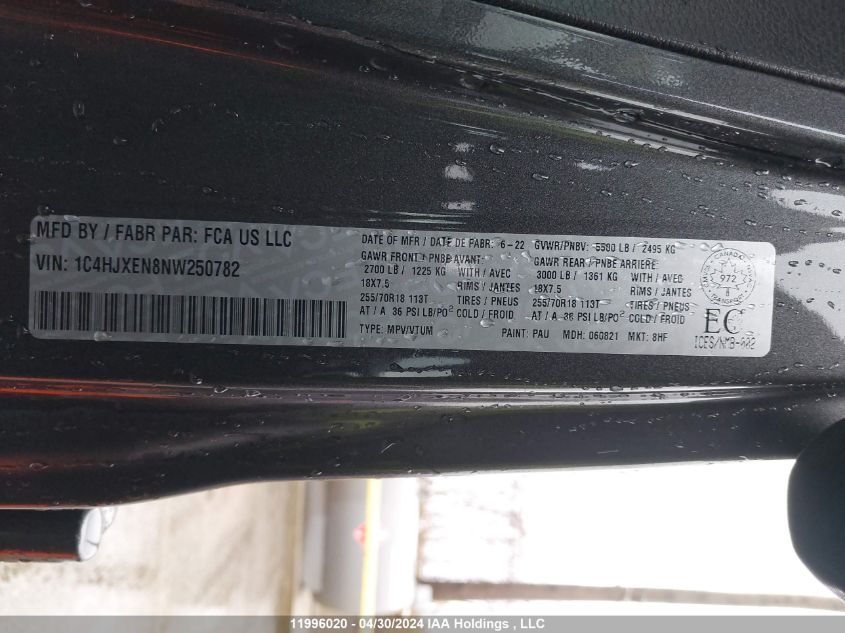 MFD BY / FABR PAR: FCA US LLC
VIN: 1C4HJXEN8NW250782
DATE OF MFR / DATE DE FABR: 6-22 GVWR/PNBV: 5500 LB / 2495 KG
GAWR FRONT / PNBE AVANT: GAWR REAR / PNBE ARRIERE:
2700 LB / 1225 KG WITH / AVEC 3000 LB / 1361 KG WITH / AVEC
18X7.5 RIMS / JANTES 18X7.5 RIMS / JANTES
255/70R18 113T TIRES / PNEUS 255/70R18 113T TIRES / PNEUS
AT / A 36 PSI LB/PO² COLD / FROID AT / A 36 PSI LB/PO² COLD / FROID
TYPE: MPV/VTUM PAINT: PAU MDH: 060821 MKT: 8HF
CANADA
972
TRANSPORT
EC
ICES/NMB-002
11996020 - 04/30/2024 IAA Holdings , LLC